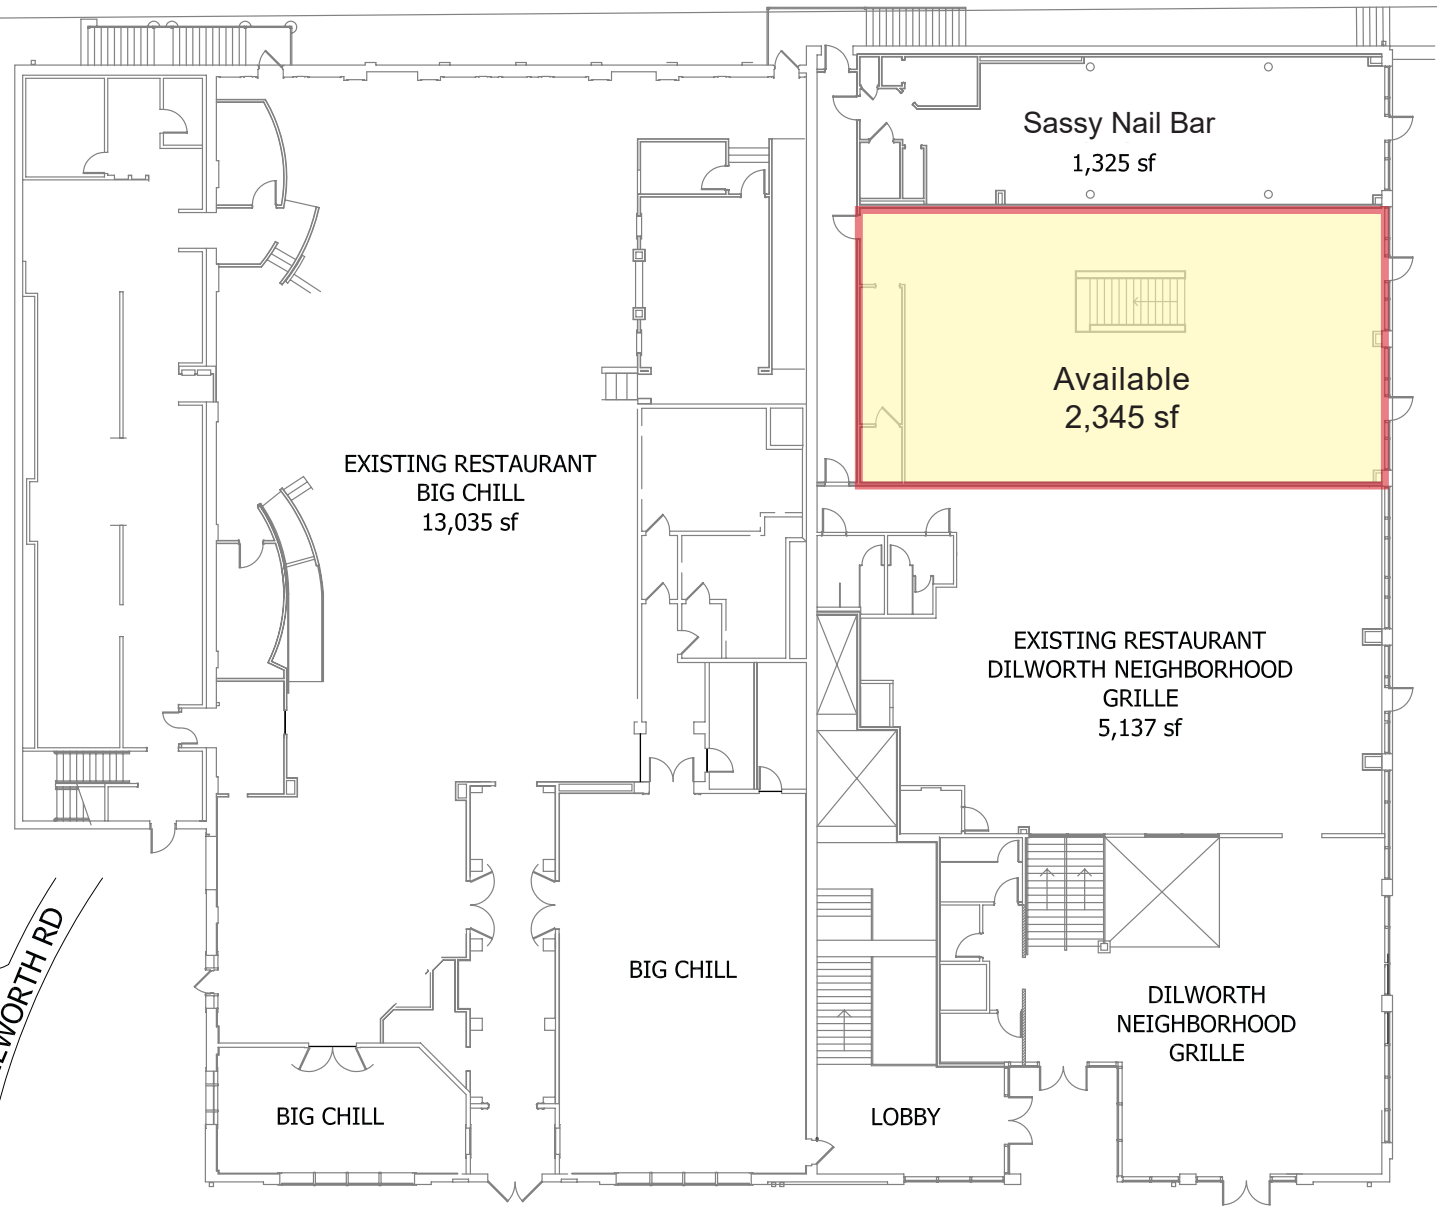 Sassy Nail Bar
1,325 sf
Available
2,345 sf
EXISTING RESTAURANT
BIG CHILL
13,035 sf
EXISTING RESTAURANT
DILWORTH NEIGHBORHOOD
GRILLE
5,137 sf
BIG CHILL
DILWORTH
NEIGHBORHOOD
GRILLE
BIG CHILL
LOBBY
RD